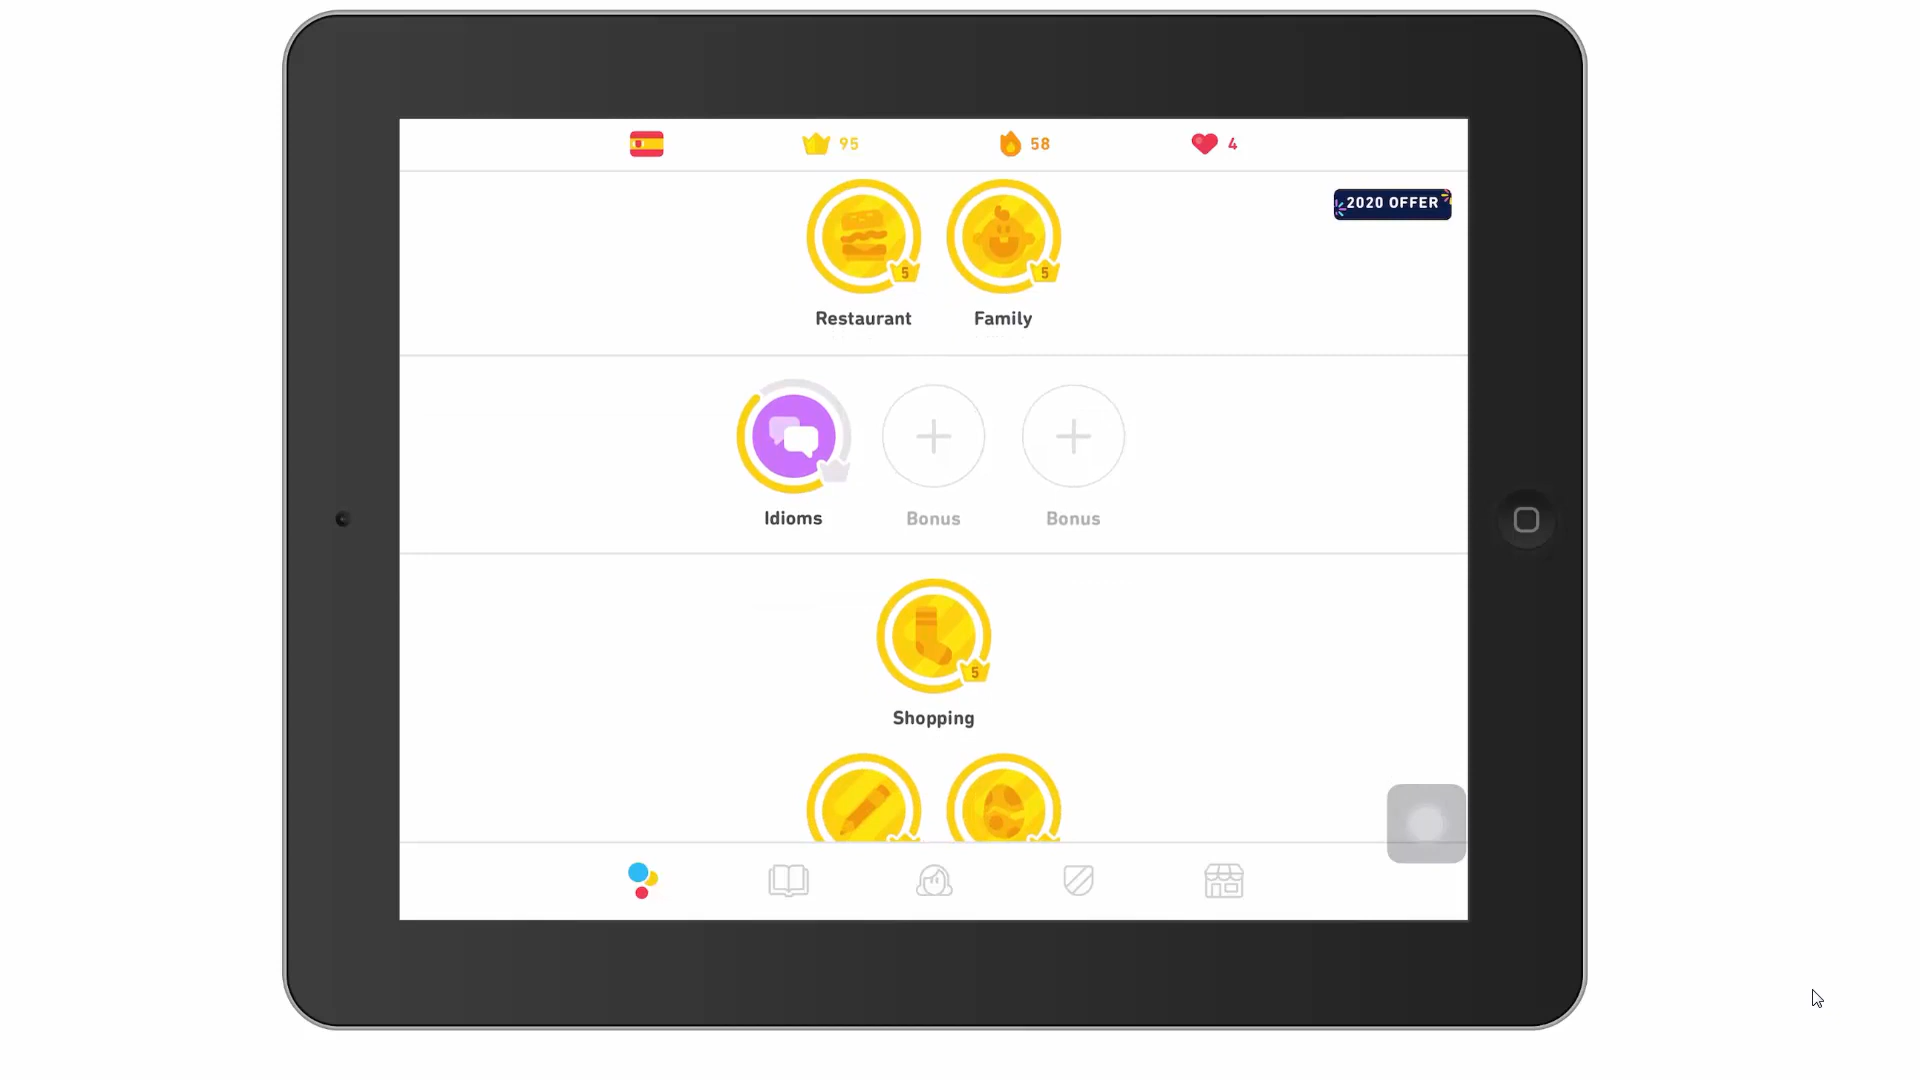 95
58
4
2020 OFFER
5
5
Restaurant
Family
Idioms
Bonus
Bonus
5
Shopping